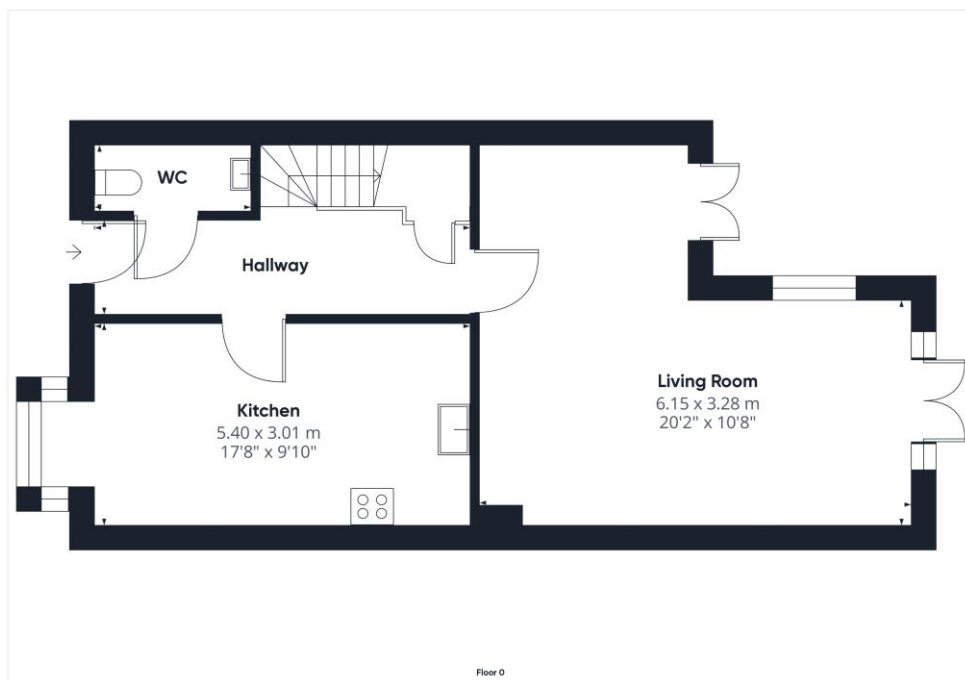 WC
Hallway
Kitchen
5.40 x 3.01 m
17'8" x 9'10"
Living Room
6.15 x 3.28 m
20'2" x 10'8"
Floor 0